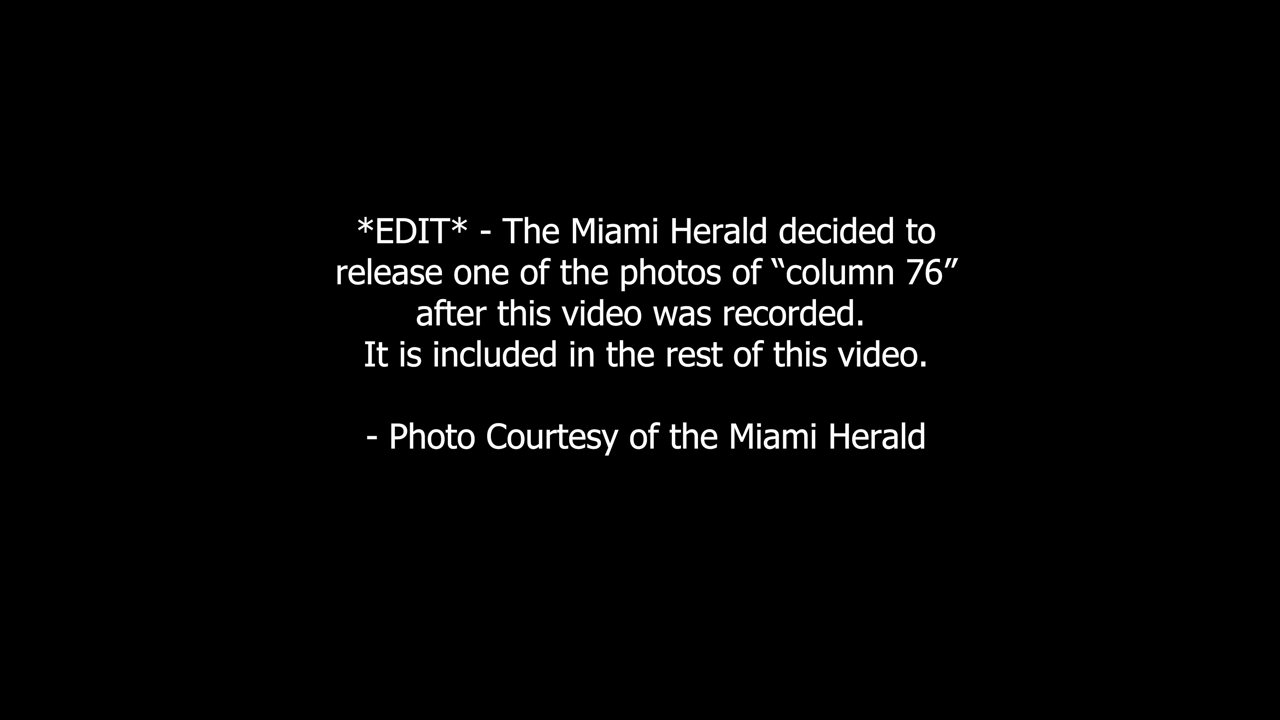 *EDIT* - The Miami Herald decided to
release one of the photos of “column 76”
after this video was recorded.
It is included in the rest of this video.
- Photo Courtesy of the Miami Herald